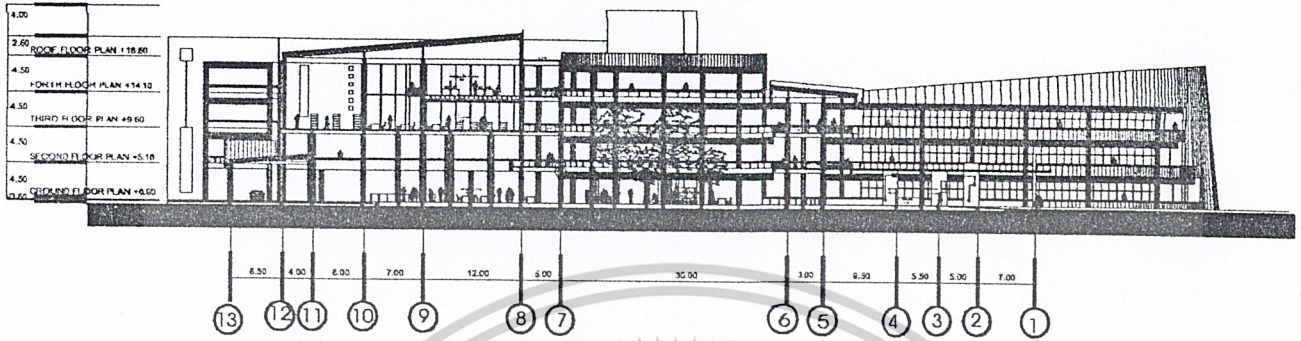 4.00
2.60
ROOF FLOOR PLAN +18.60
4.50
FORTH FLOOR PLAN +14.10
4.50
THIRD FLOOR PLAN +9.60
4.50
SECOND FLOOR PLAN +5.10
4.50
GROUND FLOOR PLAN +0.60
0.60
6.50 4.00 6.00 7.00 12.00 5.00 30.00 3.00 9.50 5.50 5.00 7.00
13 12 11 10 9 8 7 6 5 4 3 2 1